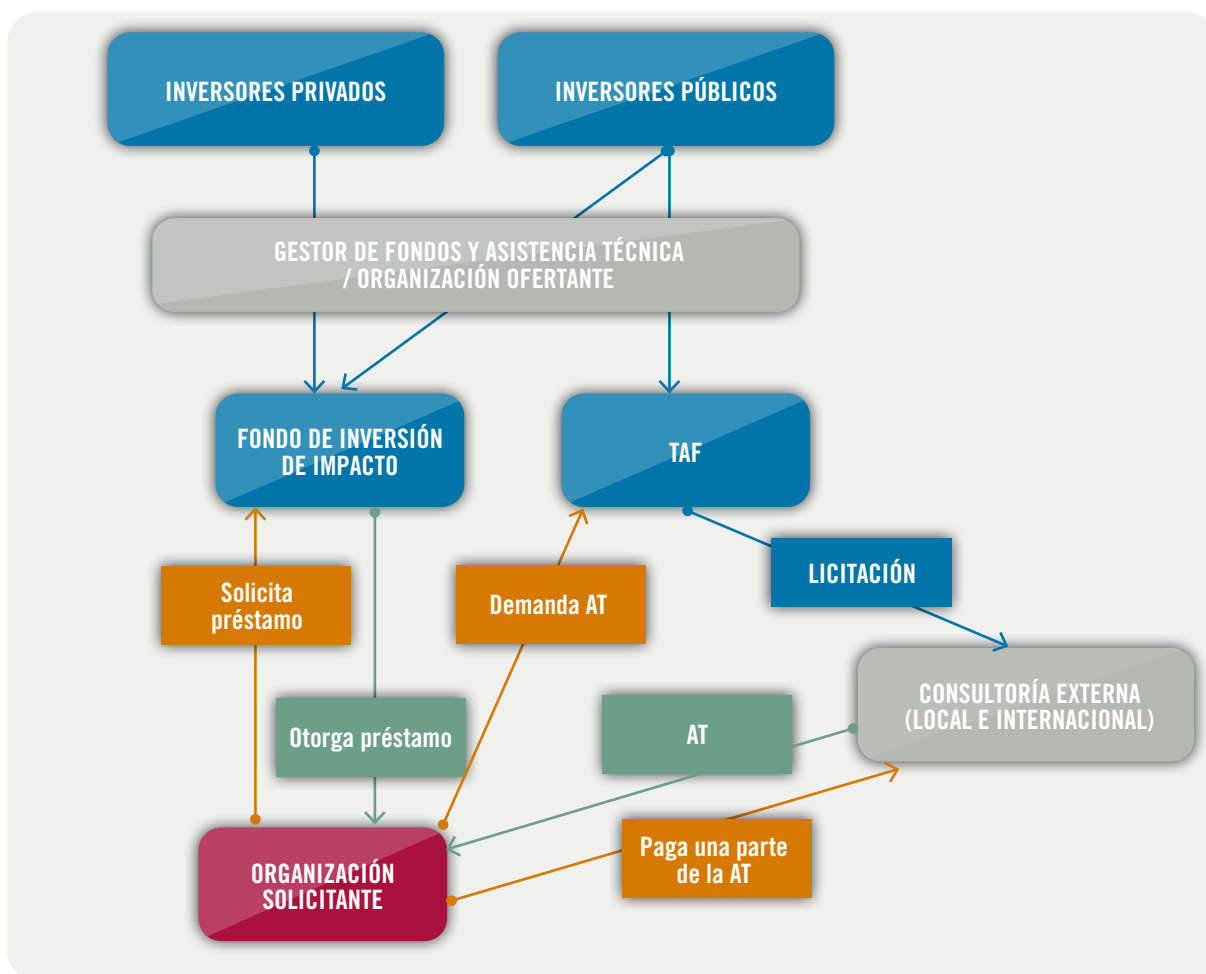 INVERSORES PRIVADOS
INVERSORES PÚBLICOS
GESTOR DE FONDOS Y ASISTENCIA TÉCNICA
/ ORGANIZACIÓN OFERTANTE
FONDO DE INVERSIÓN
DE IMPACTO
TAF
LICITACIÓN
Solicita
préstamo
Demanda AT
CONSULTORÍA EXTERNA
(LOCAL E INTERNACIONAL)
Otorga préstamo
AT
Paga una parte
de la AT
ORGANIZACIÓN
SOLICITANTE